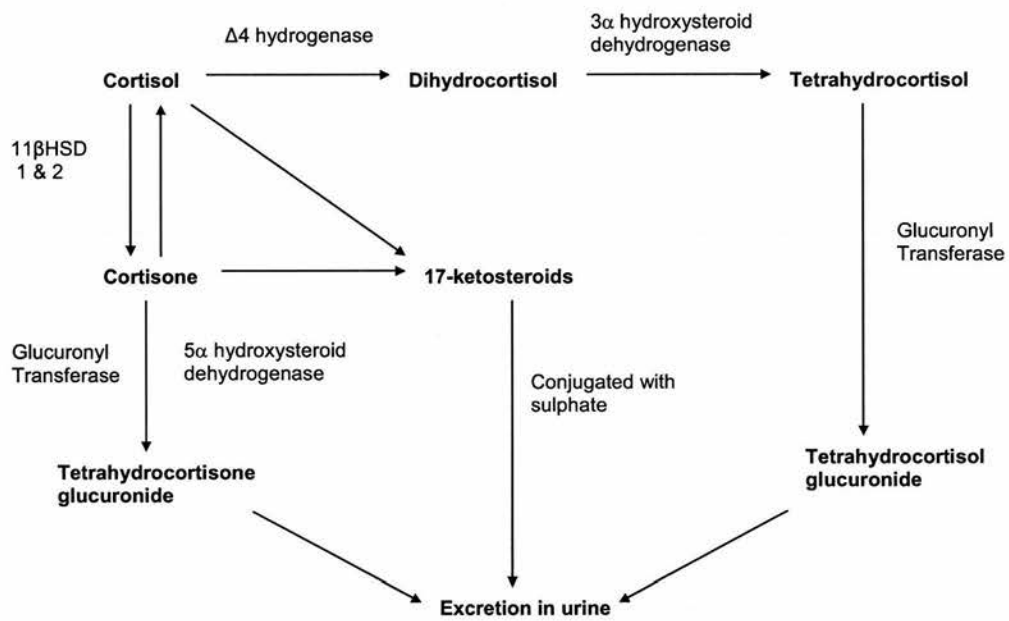 Δ4 hydrogenase
3α hydroxysteroid
dehydrogenase
Cortisol
Dihydrocortisol
Tetrahydrocortisol
11βHSD
1 & 2
Glucuronyl
Transferase
Cortisone
17-ketosteroids
Glucuronyl
Transferase
5α hydroxysteroid
dehydrogenase
Conjugated with
sulphate
Tetrahydrocortisone
glucuronide
Tetrahydrocortisol
glucuronide
Excretion in urine